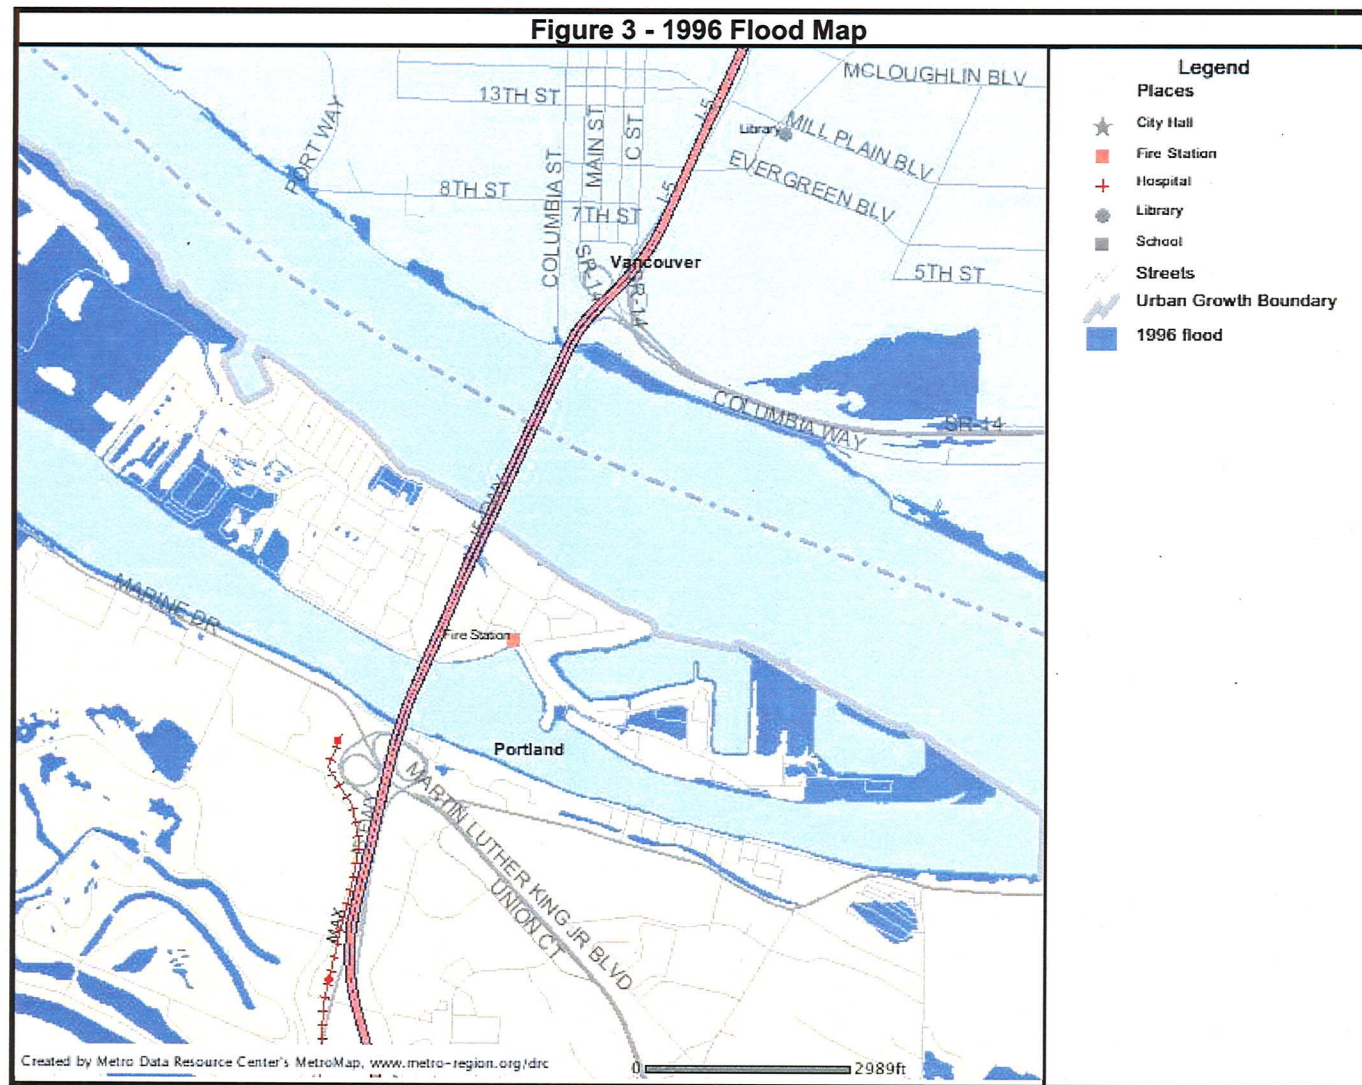 Figure 3 - 1996 Flood Map
Legend
Places
City Hall
Fire Station
Hospital
Library
School
Streets
Urban Growth Boundary
1996 flood
MCLOUGHLIN BLV
13TH ST
PORT WAY
MAIN ST
C ST
I-5
Library
MILL PLAIN BLV
EVERGREEN BLV
COLUMBIA ST
8TH ST
I-5
7TH ST
5TH ST
SR-14
Vancouver
SR-14
COLUMBIA WAY
SR-14
MARINE DR
Fire Station
Portland
MARTIN LUTHER KING JR BLVD
UNION CT
MAX
Created by Metro Data Resource Center's MetroMap, www.metro-region.org/drc
0
2989ft